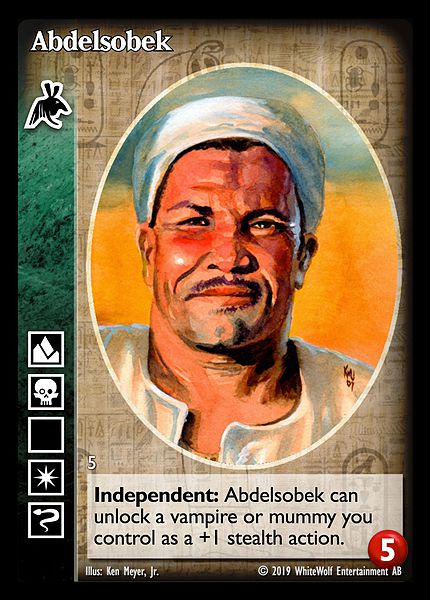 Abdelsobek
5
Independent: Abdelsobek can
unlock a vampire or mummy you
control as a +1 stealth action.
5
Illus: Ken Meyer, Jr.
© 2019 WhiteWolf Entertainment AB